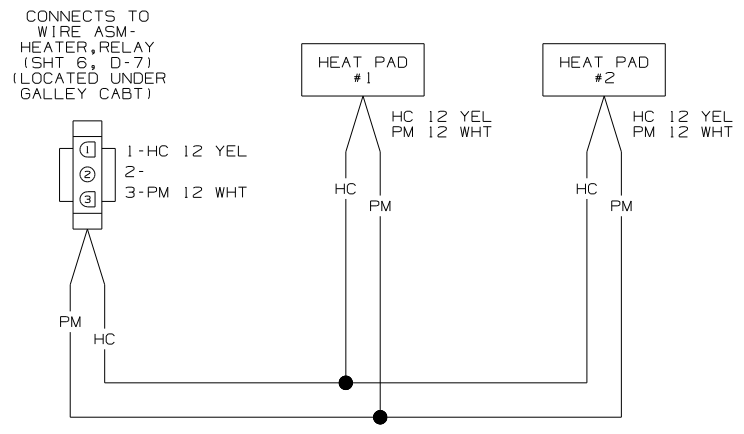 CONNECTS TO
WIRE ASM-
HEATER,RELAY
(SHT 6, D-7)
(LOCATED UNDER
GALLEY CABT)
1
2
3
1-HC 12 YEL
2-
3-PM 12 WHT
PM
HC
HEAT PAD
#1
HC 12 YEL
PM 12 WHT
HC
PM
HEAT PAD
#2
HC 12 YEL
PM 12 WHT
HC
PM